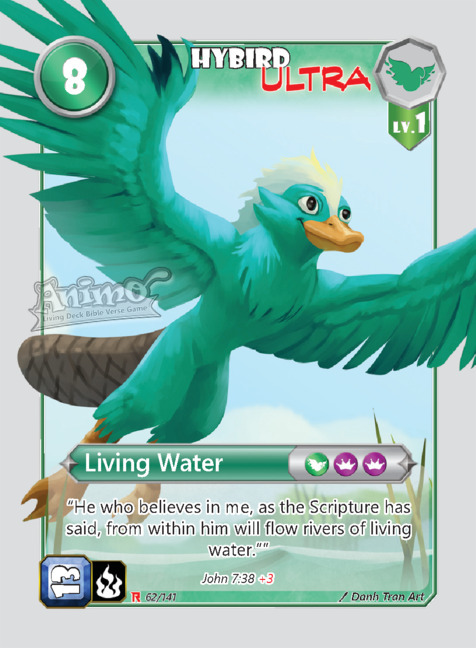 8
HYBIRD
ULTRA
LV.1
Animo
Living Deck Bible Verse Game
Living Water
“He who believes in me, as the Scripture has
said, from within him will flow rivers of living
water.””
John 7:38 +3
13
R 62/141
Danh Tran Art